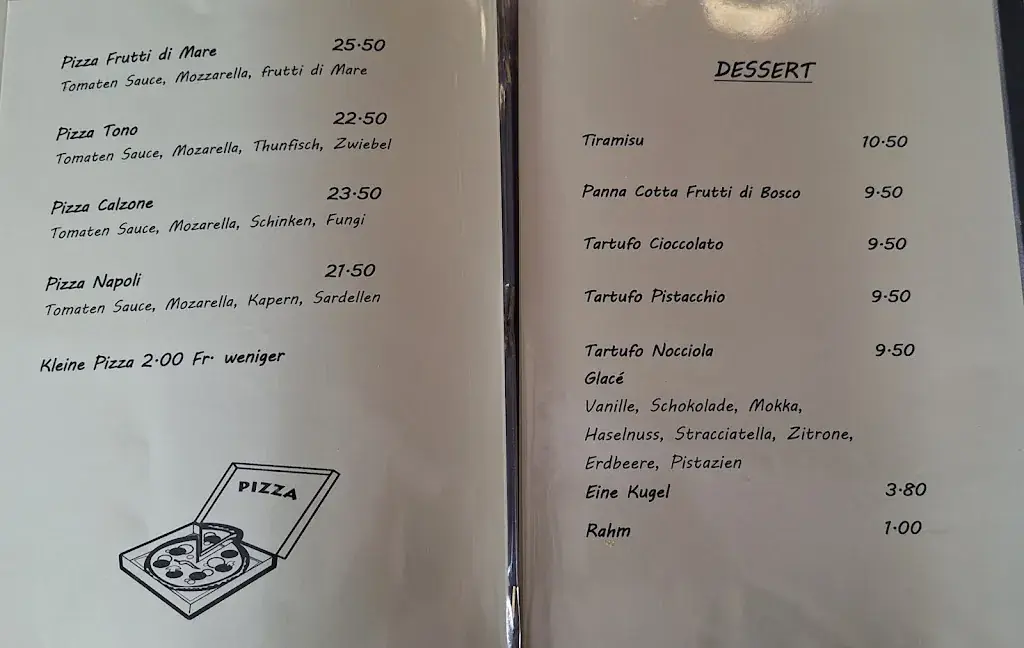 Pizza Frutti di Mare 25.50
Tomaten Sauce, Mozzarella, frutti di Mare
Pizza Tono 22.50
Tomaten Sauce, Mozarella, Thunfisch, Zwiebel
Pizza Calzone 23.50
Tomaten Sauce, Mozarella, Schinken, Fungi
Pizza Napoli 21.50
Tomaten Sauce, Mozarella, Kapern, Sardellen
Kleine Pizza 2.00 Fr. weniger
PIZZA
DESSERT
Tiramisu 10.50
Panna Cotta Frutti di Bosco 9.50
Tartufo Cioccolato 9.50
Tartufo Pistacchio 9.50
Tartufo Nocciola 9.50
Glacé
Vanille, Schokolade, Mokka,
Haselnuss, Stracciatella, Zitrone,
Erdbeere, Pistazien
Eine Kugel 3.80
Rahm 1.00